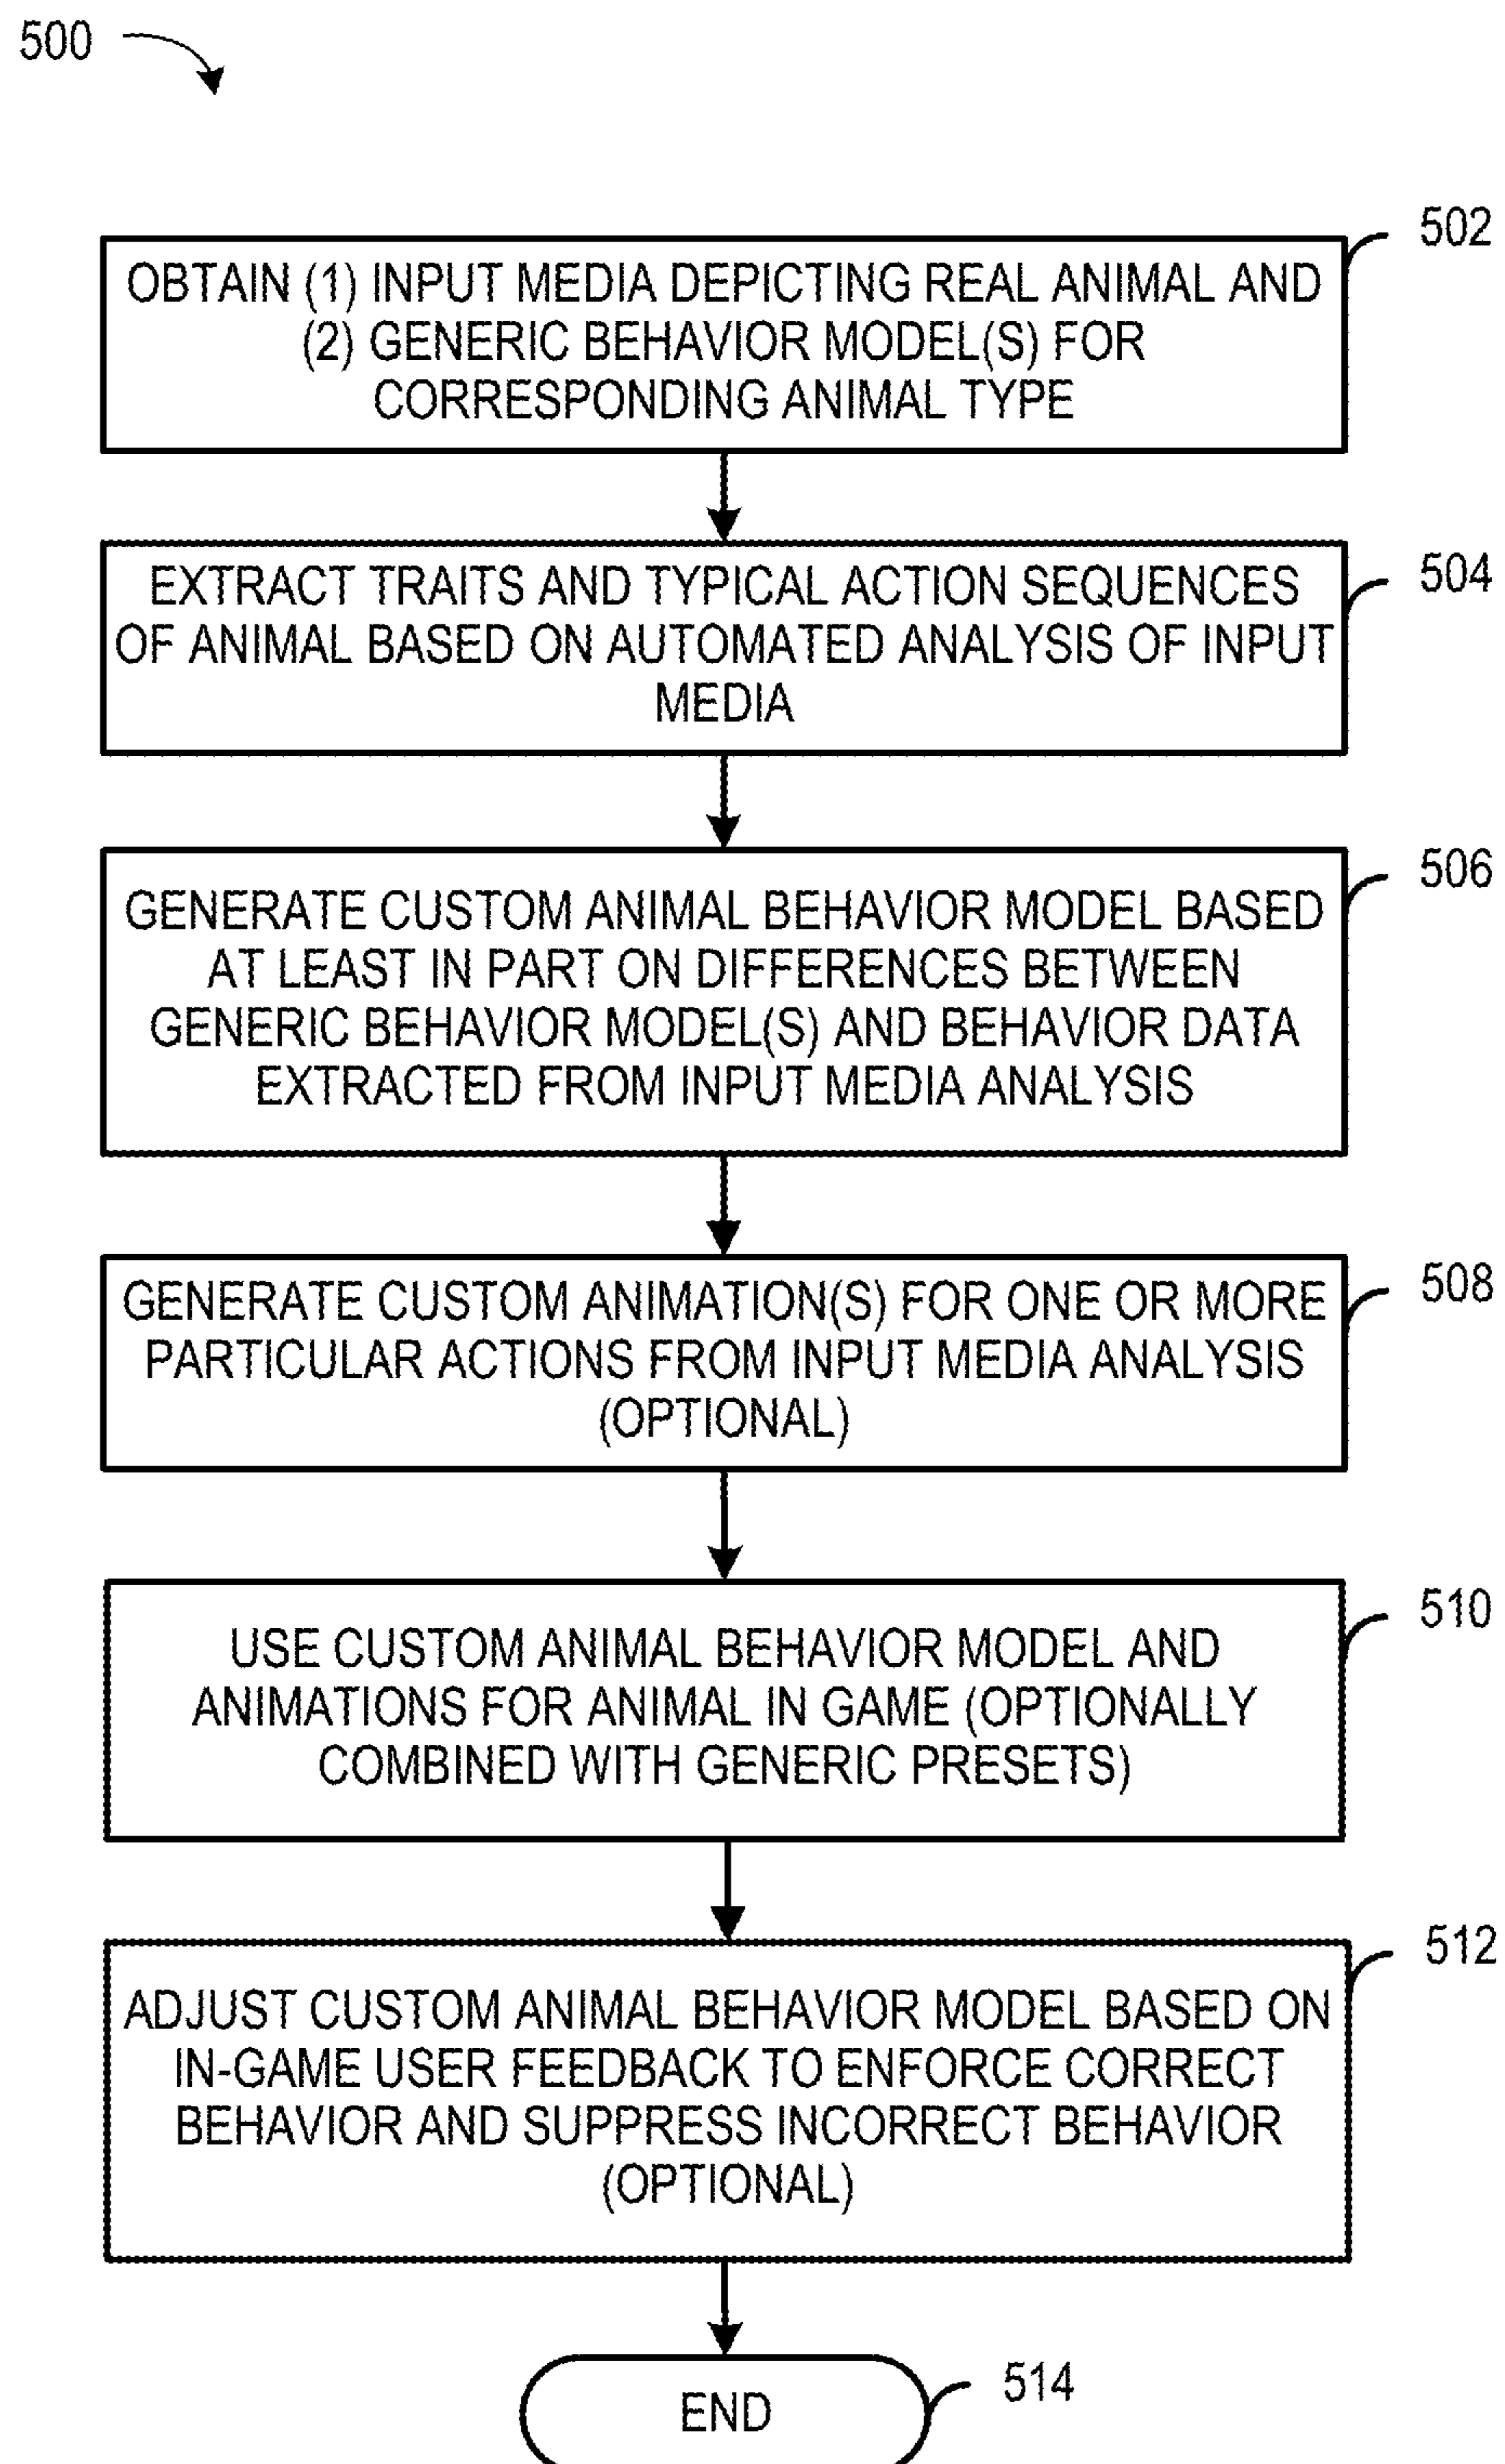 500
502
OBTAIN (1) INPUT MEDIA DEPICTING REAL ANIMAL AND
(2) GENERIC BEHAVIOR MODEL(S) FOR
CORRESPONDING ANIMAL TYPE
504
EXTRACT TRAITS AND TYPICAL ACTION SEQUENCES
OF ANIMAL BASED ON AUTOMATED ANALYSIS OF INPUT
MEDIA
506
GENERATE CUSTOM ANIMAL BEHAVIOR MODEL BASED
AT LEAST IN PART ON DIFFERENCES BETWEEN
GENERIC BEHAVIOR MODEL(S) AND BEHAVIOR DATA
EXTRACTED FROM INPUT MEDIA ANALYSIS
508
GENERATE CUSTOM ANIMATION(S) FOR ONE OR MORE
PARTICULAR ACTIONS FROM INPUT MEDIA ANALYSIS
(OPTIONAL)
510
USE CUSTOM ANIMAL BEHAVIOR MODEL AND
ANIMATIONS FOR ANIMAL IN GAME (OPTIONALLY
COMBINED WITH GENERIC PRESETS)
512
ADJUST CUSTOM ANIMAL BEHAVIOR MODEL BASED ON
IN-GAME USER FEEDBACK TO ENFORCE CORRECT
BEHAVIOR AND SUPPRESS INCORRECT BEHAVIOR
(OPTIONAL)
END
514